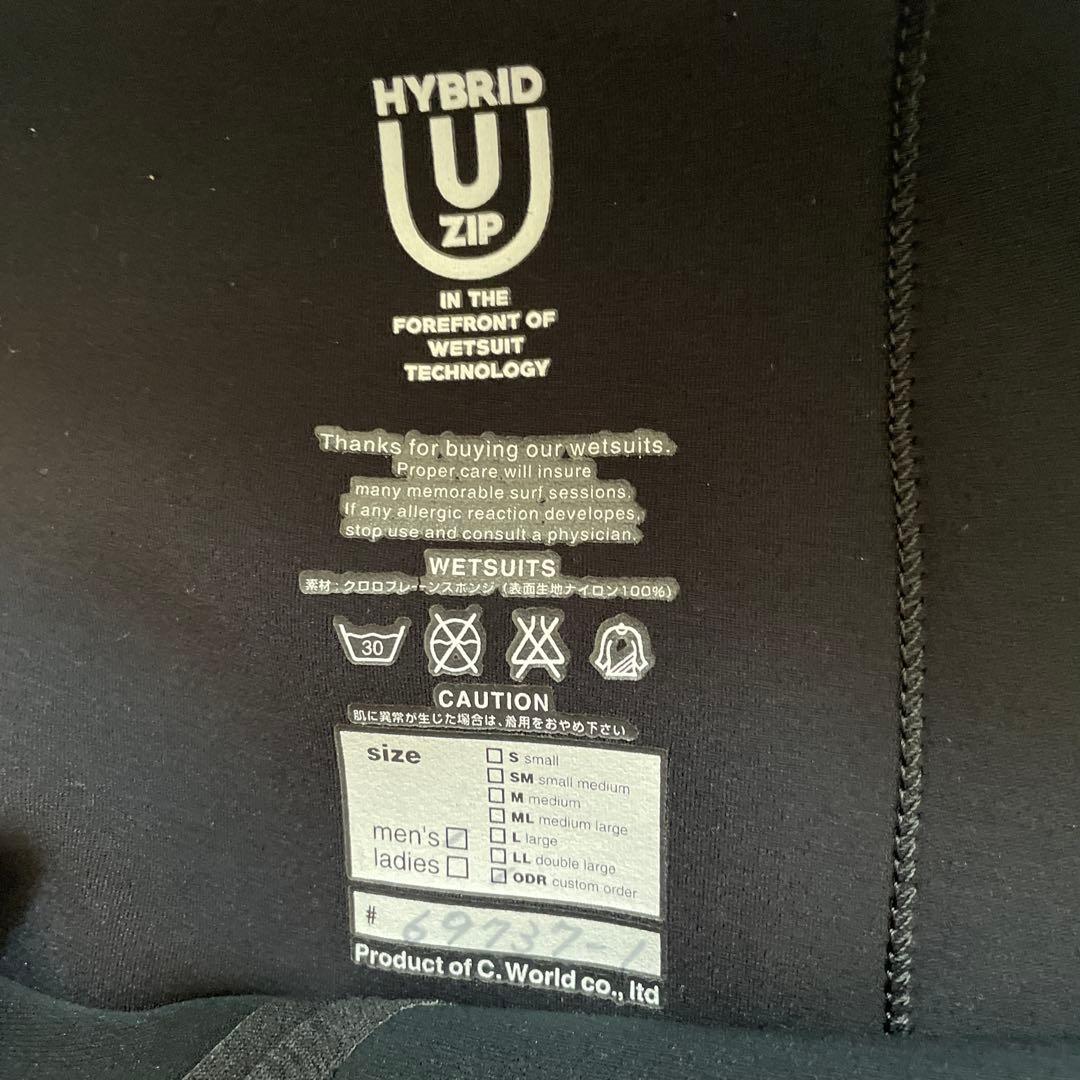 HYBRID
U
ZIP
IN THE
FOREFRONT OF
WETSUIT
TECHNOLOGY
Thanks for buying our wetsuits.
Proper care will insure
many memorable surf sessions.
If any allergic reaction developes,
stop use and consult a physician.
WETSUITS
素材：クロロプレーンスポンジ（表面生地ナイロン100%）
30
CAUTION
肌に異常が生じた場合は、着用をおやめ下さい
size
S small
SM small medium
M medium
ML medium large
men's
L large
ladies
LL double large
ODR custom order
# 69737-1
Product of C. World co., ltd